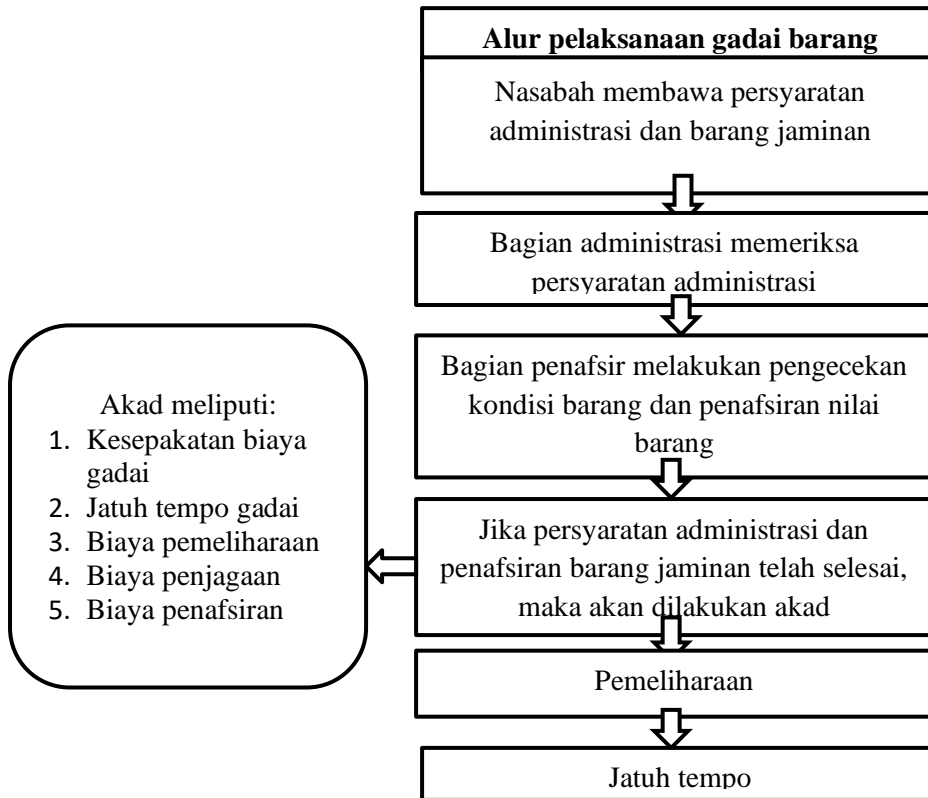 Alur pelaksanaan gadai barang
Nasabah membawa persyaratan
administrasi dan barang jaminan
Bagian administrasi memeriksa
persyaratan administrasi
Bagian penafsir melakukan pengecekan
kondisi barang dan penafsiran nilai
barang
Jika persyaratan administrasi dan
penafsiran barang jaminan telah selesai,
maka akan dilakukan akad
Akad meliputi:
1. Kesepakatan biaya
gadai
2. Jatuh tempo gadai
3. Biaya pemeliharaan
4. Biaya penjagaan
5. Biaya penafsiran
Pemeliharaan
Jatuh tempo